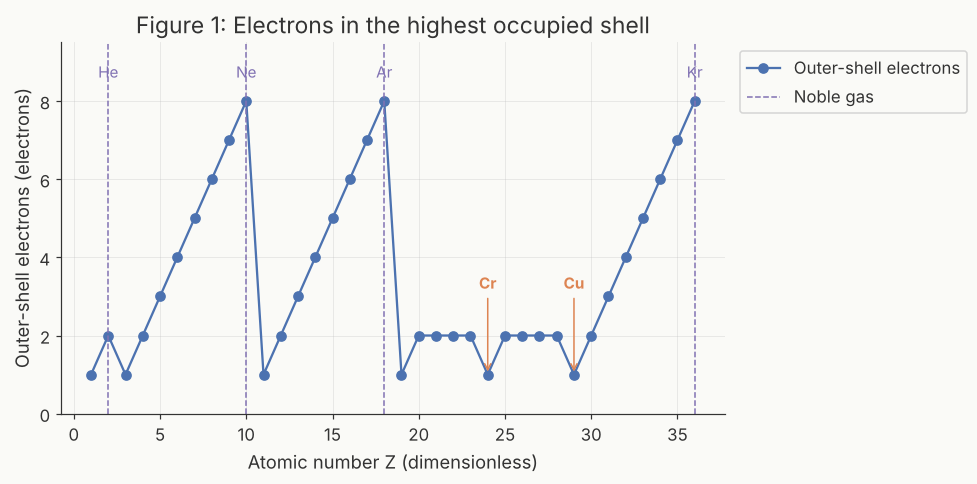 Figure 1: Electrons in the highest occupied shell
Outer-shell electrons (electrons)
8
6
4
2
0
He
Ne
Ar
Kr
Cr
Cu
0 5 10 15 20 25 30 35
Atomic number Z (dimensionless)
Outer-shell electrons
Noble gas